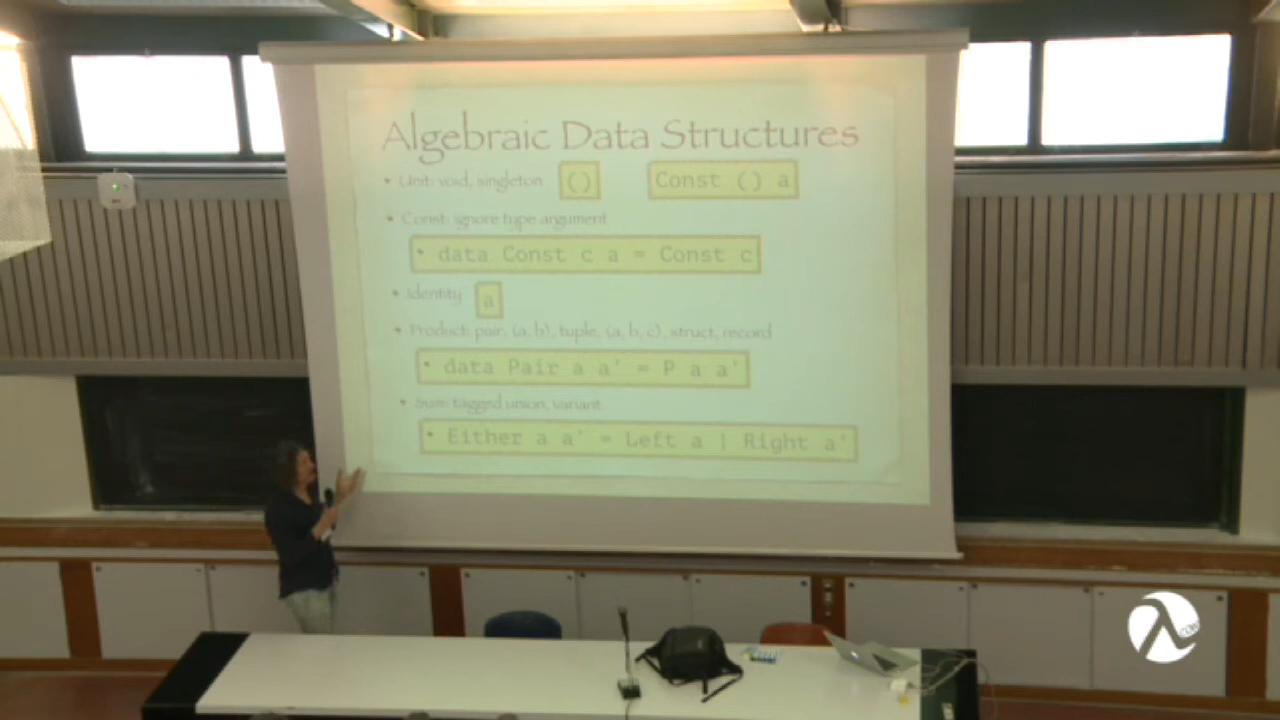 Algebraic Data Structures
• Unit: void, singleton () Const () a
• Const: ignore type argument
• data Const c a = Const c
• Identity a
• Product: pair, (a, b), tuple, (a, b, c), struct, record
• data Pair a a' = P a a'
• Sum: tagged union, variant
• Either a a' = Left a | Right a'
λ.com